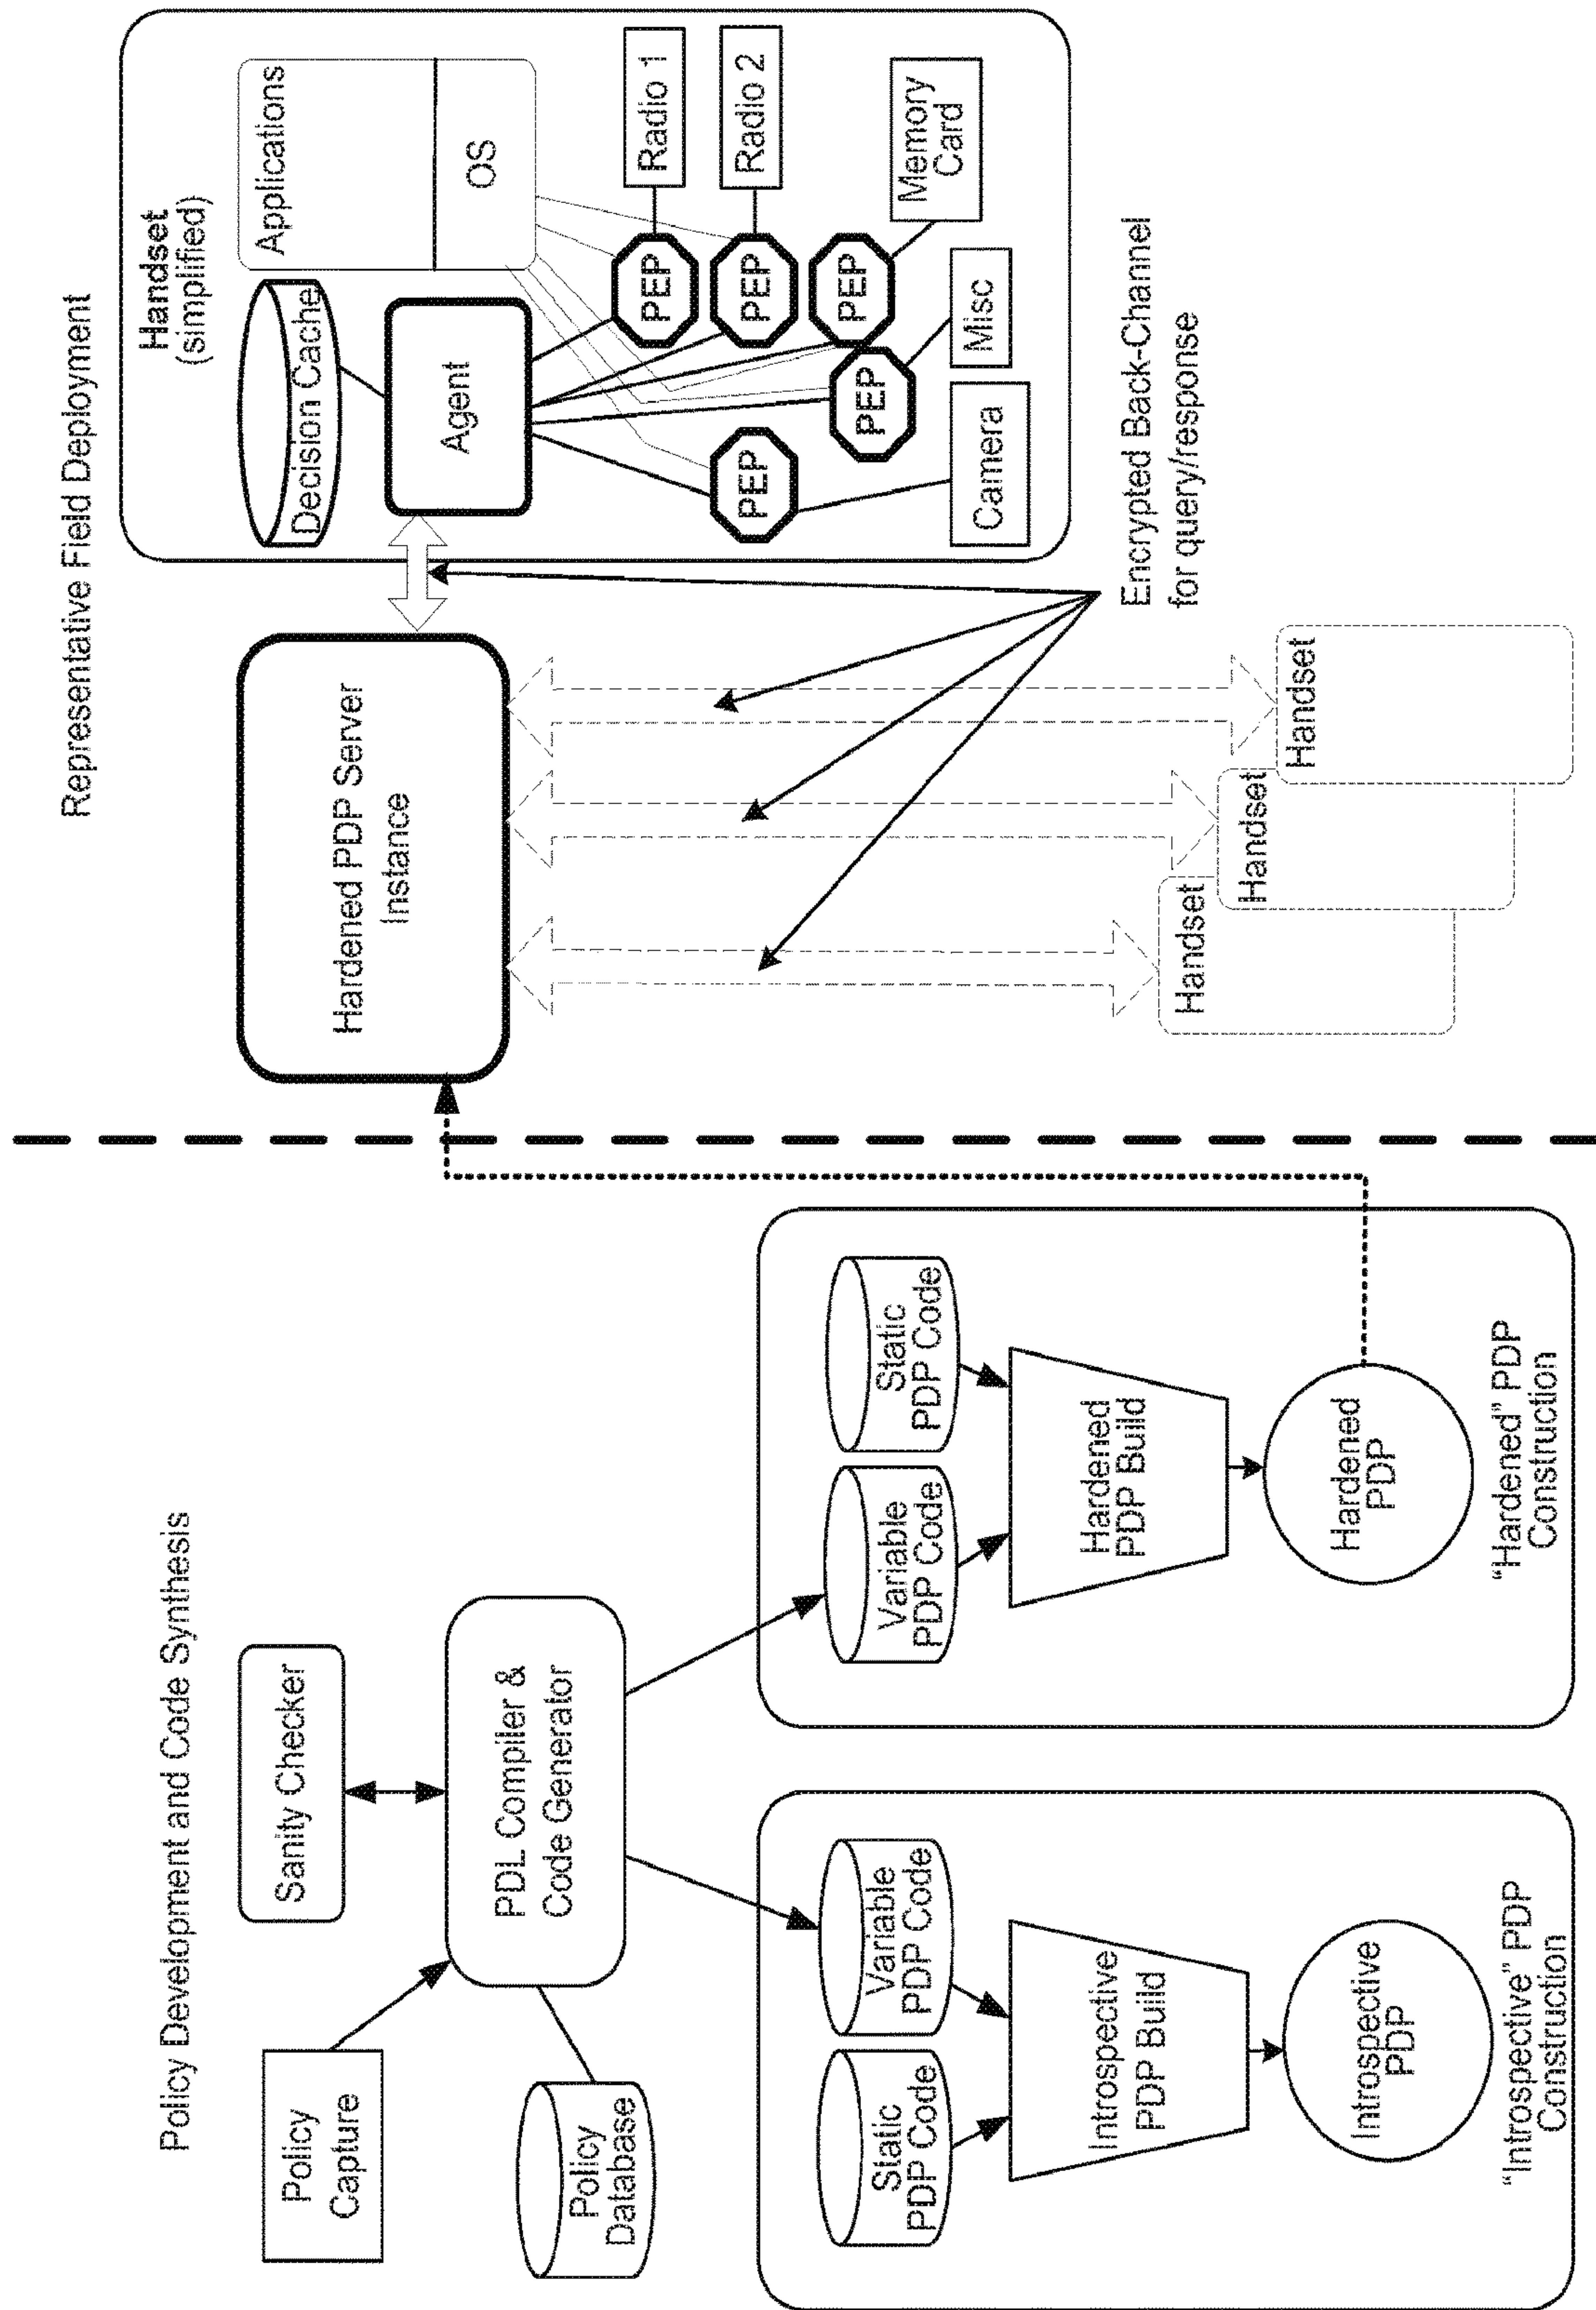 Policy Development and Code Synthesis
Policy
Capture
Sanity Checker
Policy
Database
PDL Compiler &
Code Generator
Static
PDP Code
Variable
PDP Code
Introspective
PDP Build
Introspective
PDP
"Introspective" PDP
Construction
Variable
PDP Code
Static
PDP Code
Hardened
PDP Build
Hardened
PDP
"Hardened" PDP
Construction
Representative Field Deployment
Hardened PDP Server
Instance
Handset
(simplified)
Decision Cache
Applications
OS
Agent
PEP
PEP
PEP
PEP
PEP
Radio 1
Radio 2
Memory
Card
Misc
Camera
Encrypted Back-Channel
for query/response
Handset
Handset
Handset